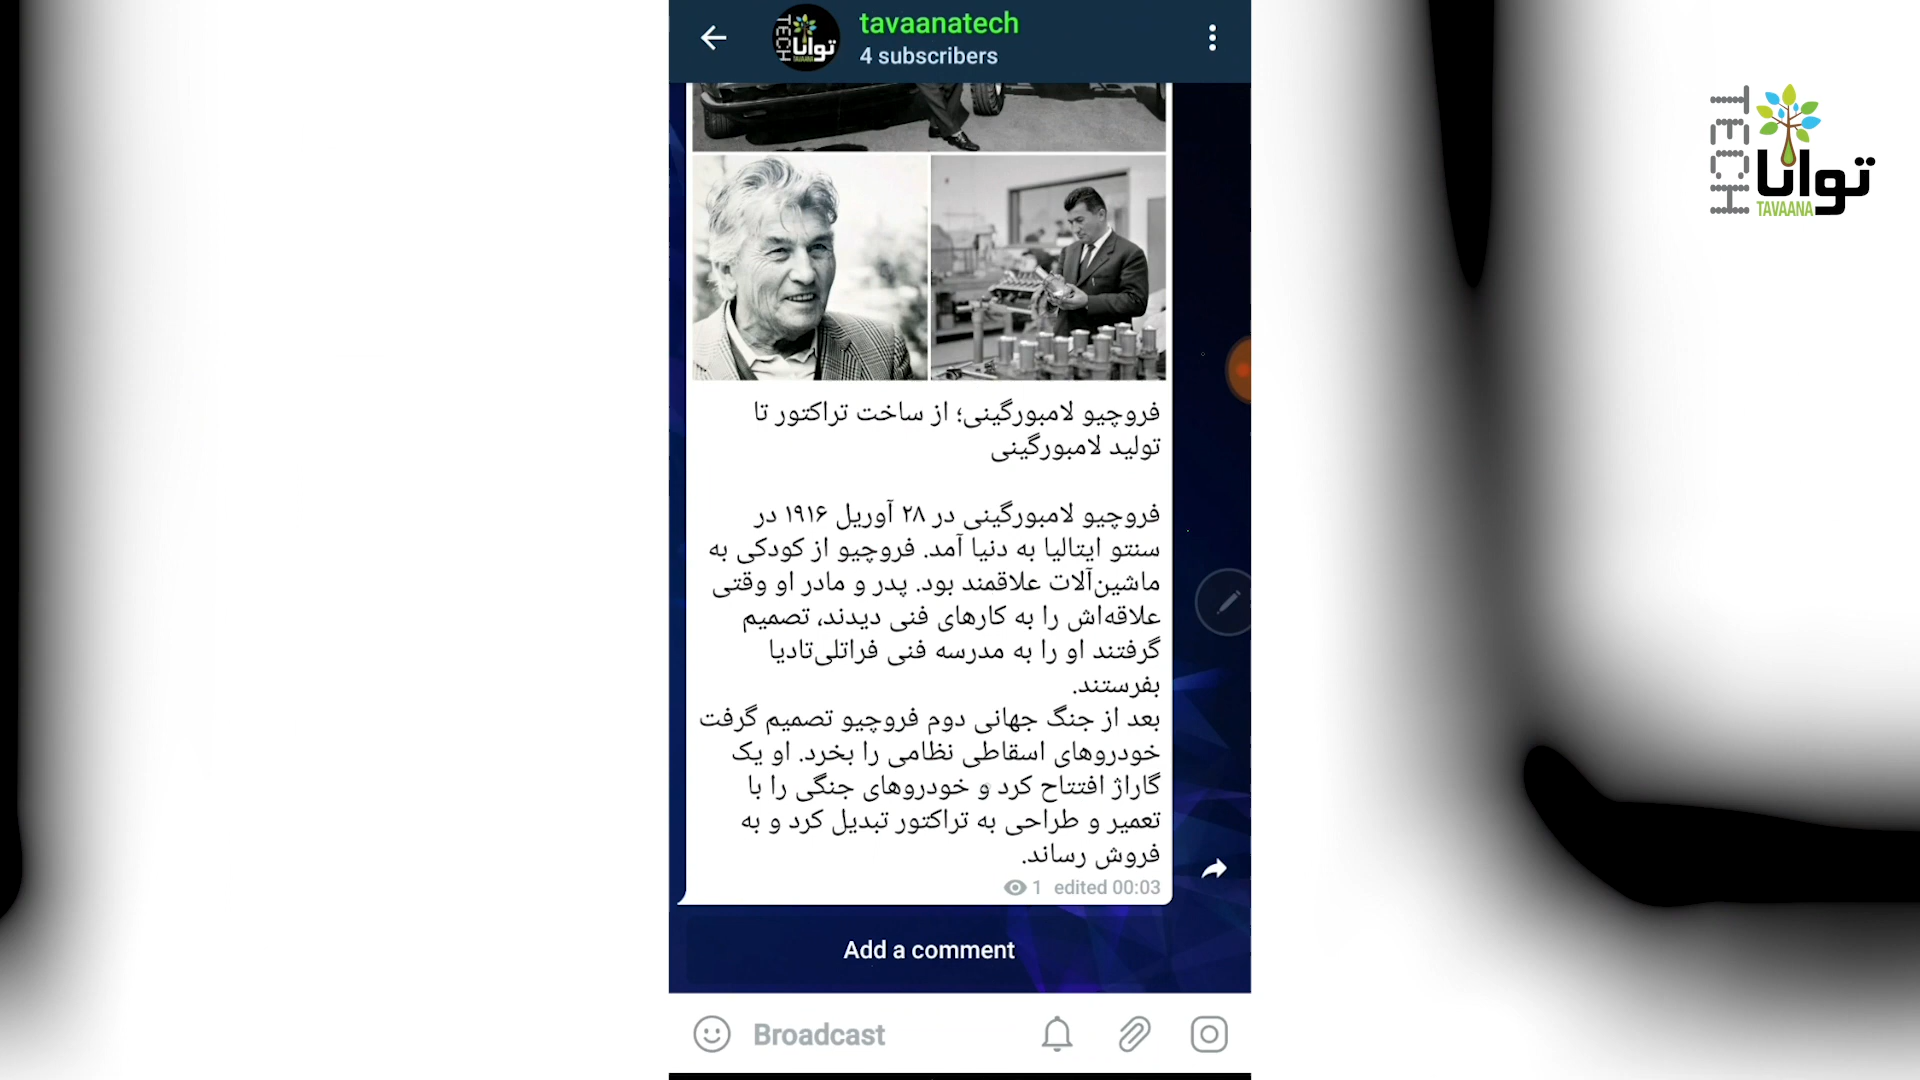 tavaanatech
4 subscribers
TECH
توانا
TAVAANA
فروچیو لامبورگینی؛ از ساخت تراکتور تا
تولید لامبورگینی
فروچیو لامبورگینی در ۲۸ آوریل ۱۹۱۶ در
سنتو ایتالیا به دنیا آمد. فروچیو از کودکی به
ماشین‌آلات علاقمند بود. پدر و مادر او وقتی
علاقه‌اش را به کارهای فنی دیدند، تصمیم
گرفتند او را به مدرسه فنی فراتلی‌تادیا
بفرستند.
بعد از جنگ جهانی دوم فروچیو تصمیم گرفت
خودروهای اسقاطی نظامی را بخرد. او یک
گاراژ افتتاح کرد و خودروهای جنگی را با
تعمیر و طراحی به تراکتور تبدیل کرد و به
فروش رساند.
1 edited 00:03
Add a comment
Broadcast
TECH
توانا
TAVAANA